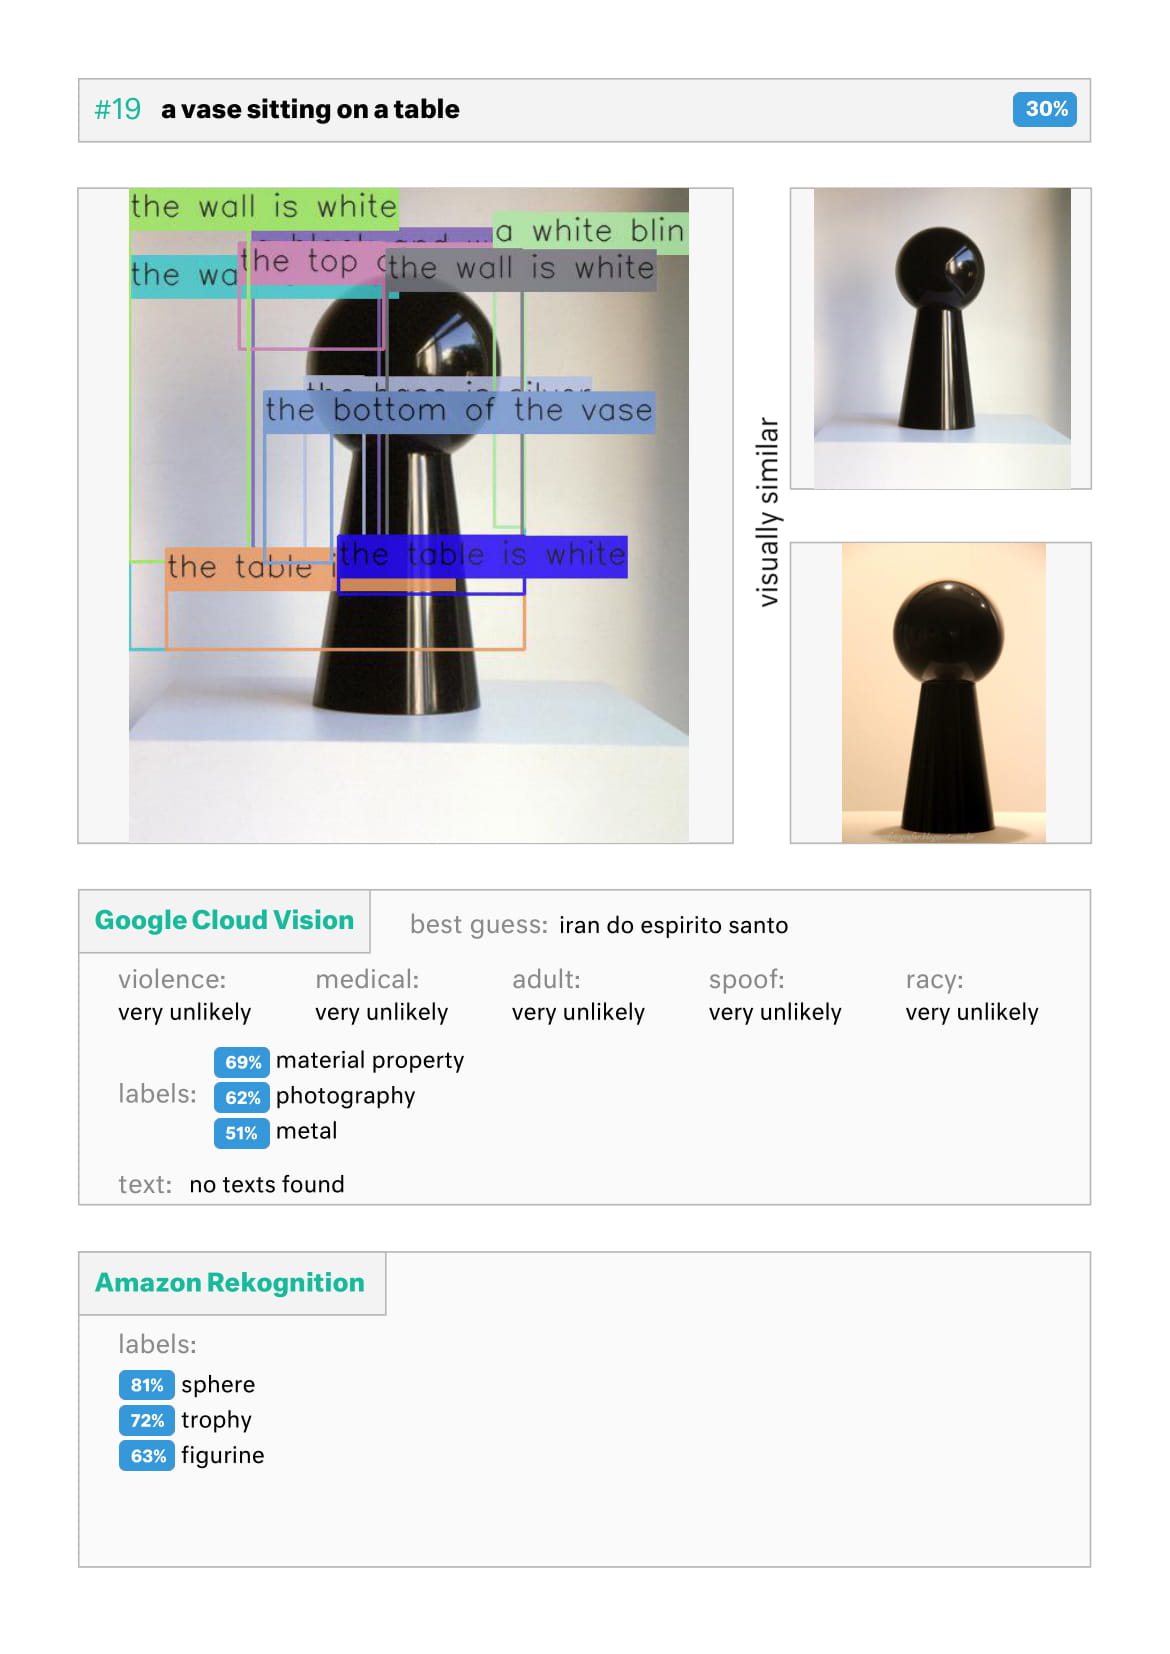 #19 a vase sitting on a table 30%
the wall is white
a white blin
the wa
the top
the wall is white
the base is silver
the bottom of the vase
the table
the table is white
visually similar
Google Cloud Vision best guess: iran do espirito santo
violence: medical: adult: spoof: racy:
very unlikely very unlikely very unlikely very unlikely very unlikely
labels:
69% material property
62% photography
51% metal
text: no texts found
Amazon Rekognition
labels:
81% sphere
72% trophy
63% figurine